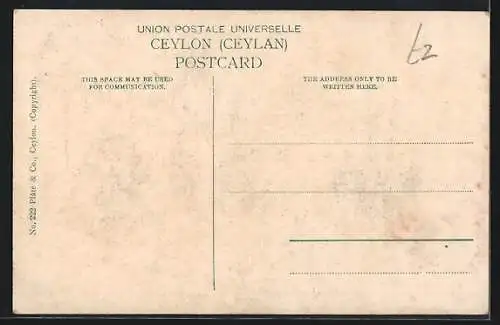 UNION POSTALE UNIVERSELLE
CEYLON (CEYLAN)
POSTCARD
THIS SPACE MAY BE USED
FOR COMMUNICATION.
THE ADDRESS ONLY TO BE
WRITTEN HERE.
No. 222 Plâté & Co., Ceylon. (Copyright).